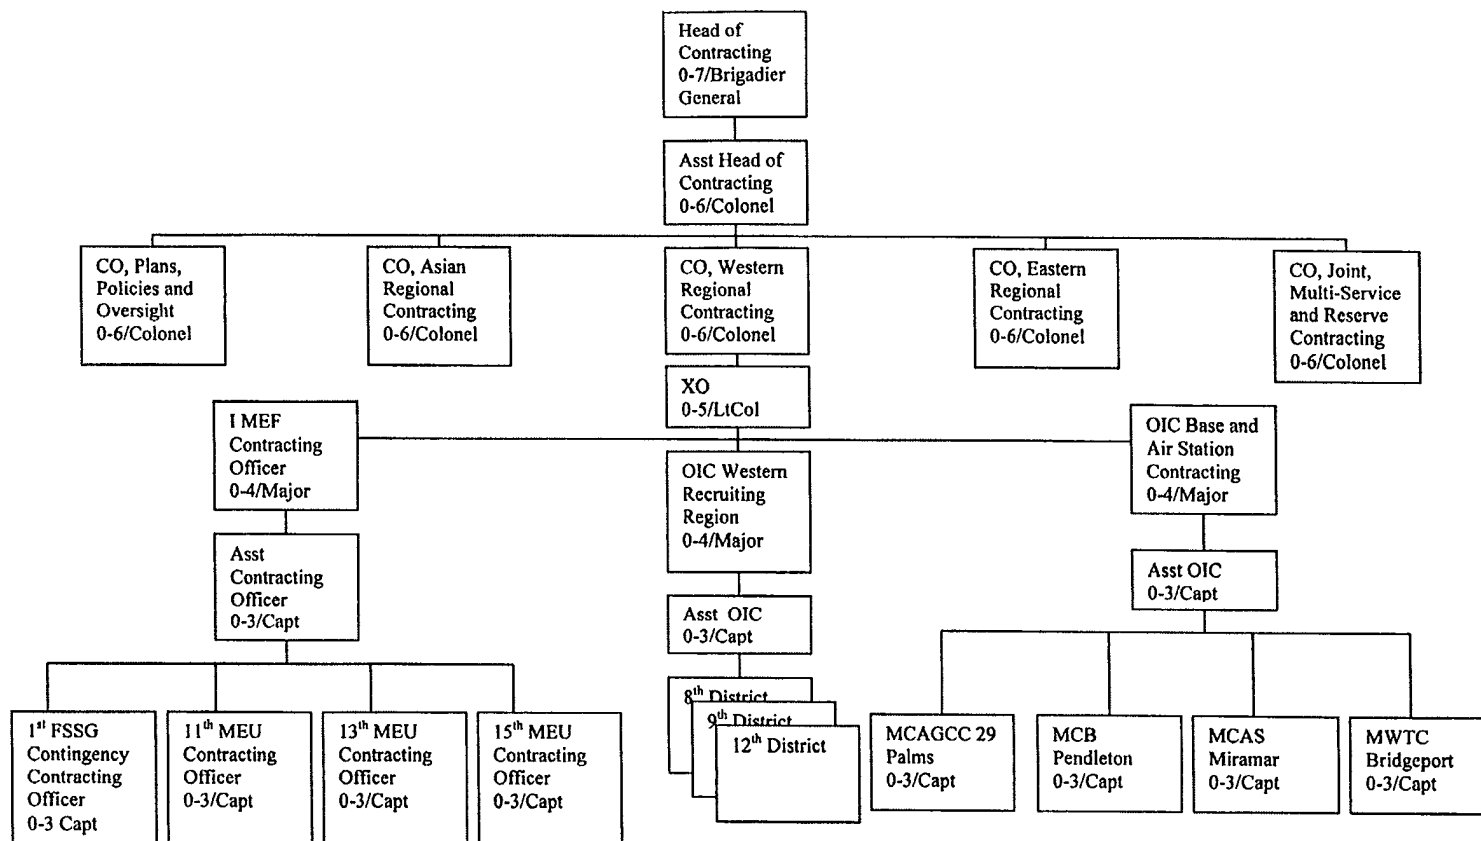 Head of
Contracting
0-7/Brigadier
General
Asst Head of
Contracting
0-6/Colonel
CO, Plans,
Policies and
Oversight
0-6/Colonel
CO, Asian
Regional
Contracting
0-6/Colonel
CO, Western
Regional
Contracting
0-6/Colonel
CO, Eastern
Regional
Contracting
0-6/Colonel
CO, Joint,
Multi-Service
and Reserve
Contracting
0-6/Colonel
XO
0-5/LtCol
I MEF
Contracting
Officer
0-4/Major
OIC Western
Recruiting
Region
0-4/Major
OIC Base and
Air Station
Contracting
0-4/Major
Asst
Contracting
Officer
0-3/Capt
Asst OIC
0-3/Capt
Asst OIC
0-3/Capt
1st FSSG
Contingency
Contracting
Officer
0-3 Capt
11th MEU
Contracting
Officer
0-3/Capt
13th MEU
Contracting
Officer
0-3/Capt
15th MEU
Contracting
Officer
0-3/Capt
8th District
9th District
12th District
MCAGCC 29
Palms
0-3/Capt
MCB
Pendleton
0-3/Capt
MCAS
Miramar
0-3/Capt
MWTC
Bridgeport
0-3/Capt